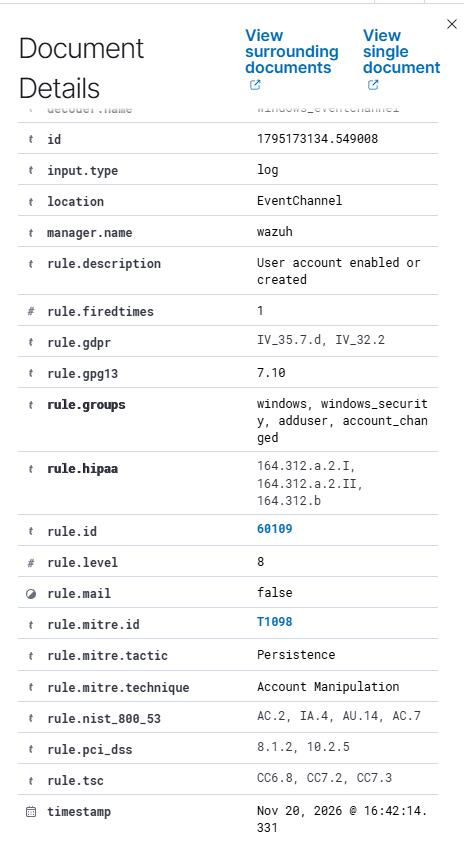 Document
Details
View
surrounding
documents
View
single
document
decoder.name windows_eventchannel
t id 1795173134.549008
t input.type log
t location EventChannel
t manager.name wazuh
t rule.description User account enabled or
created
# rule.firedtimes 1
t rule.gdpr IV_35.7.d, IV_32.2
t rule.gpg13 7.10
t rule.groups windows, windows_securit
y, adduser, account_chan
ged
t rule.hipaa 164.312.a.2.I,
164.312.a.2.II,
164.312.b
t rule.id 60109
# rule.level 8
rule.mail false
t rule.mitre.id T1098
t rule.mitre.tactic Persistence
t rule.mitre.technique Account Manipulation
t rule.nist_800_53 AC.2, IA.4, AU.14, AC.7
t rule.pci_dss 8.1.2, 10.2.5
t rule.tsc CC6.8, CC7.2, CC7.3
timestamp Nov 20, 2026 @ 16:42:14.
331